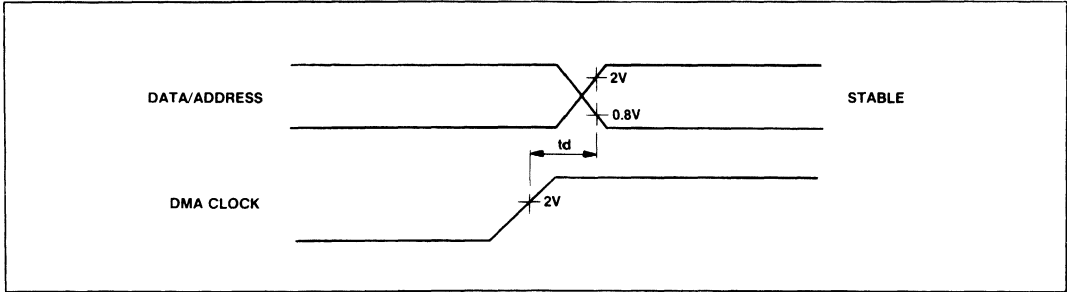 DATA/ADDRESS
2V
0.8V
STABLE
td
DMA CLOCK
2V